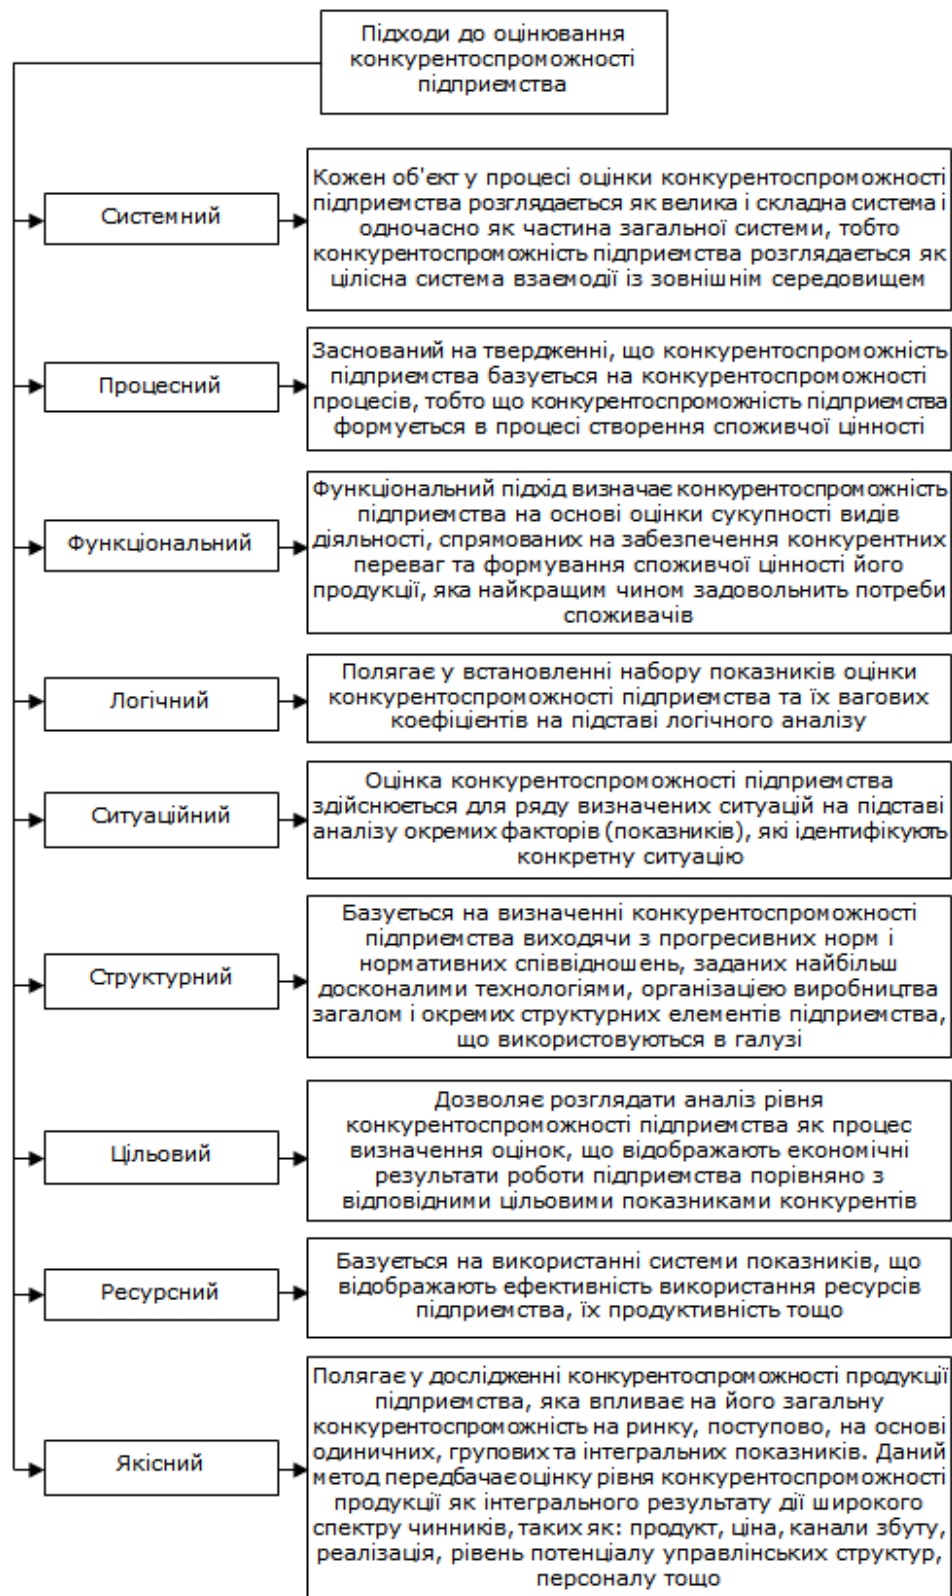 Підходи до оцінювання
конкурентоспроможності
підприємства
Системний
Кожен об'єкт у процесі оцінки конкурентоспроможності
підприємства розглядається як велика і складна система і
одночасно як частина загальної системи, тобто
конкурентоспроможність підприємства розглядається як
цілісна система взаємодії із зовнішнім середовищем
Процесний
Заснований на твердженні, що конкурентоспроможність
підприємства базується на конкурентоспроможності
процесів, тобто що конкурентоспроможність підприємства
формується в процесі створення споживчої цінності
Функціональний
Функціональний підхід визначає конкурентоспроможність
підприємства на основі оцінки сукупності видів
діяльності, спрямованих на забезпечення конкурентних
переваг та формування споживчої цінності його
продукції, яка найкращим чином задовольнить потреби
споживачів
Логічний
Полягає у встановленні набору показників оцінки
конкурентоспроможності підприємства та їх вагових
коефіцієнтів на підставі логічного аналізу
Ситуаційний
Оцінка конкурентоспроможності підприємства
здійснюється для ряду визначених ситуацій на підставі
аналізу окремих факторів (показників), які ідентифікують
конкретну ситуацію
Структурний
Базується на визначенні конкурентоспроможності
підприємства виходячи з прогресивних норм і
нормативних співвідношень, заданих найбільш
досконалими технологіями, організацією виробництва
загалом і окремих структурних елементів підприємства,
що використовуються в галузі
Цільовий
Дозволяє розглядати аналіз рівня
конкурентоспроможності підприємства як процес
визначення оцінок, що відображають економічні
результати роботи підприємства порівняно з
відповідними цільовими показниками конкурентів
Ресурсний
Базується на використанні системи показників, що
відображають ефективність використання ресурсів
підприємства, їх продуктивність тощо
Якісний
Полягає у дослідженні конкурентоспроможності продукції
підприємства, яка впливає на його загальну
конкурентоспроможність на ринку, поступово, на основі
одиничних, групових та інтегральних показників. Даний
метод передбачає оцінку рівня конкурентоспроможності
продукції як інтегрального результату дії широкого
спектру чинників, таких як: продукт, ціна, канали збуту,
реалізація, рівень потенціалу управлінських структур,
персоналу тощо